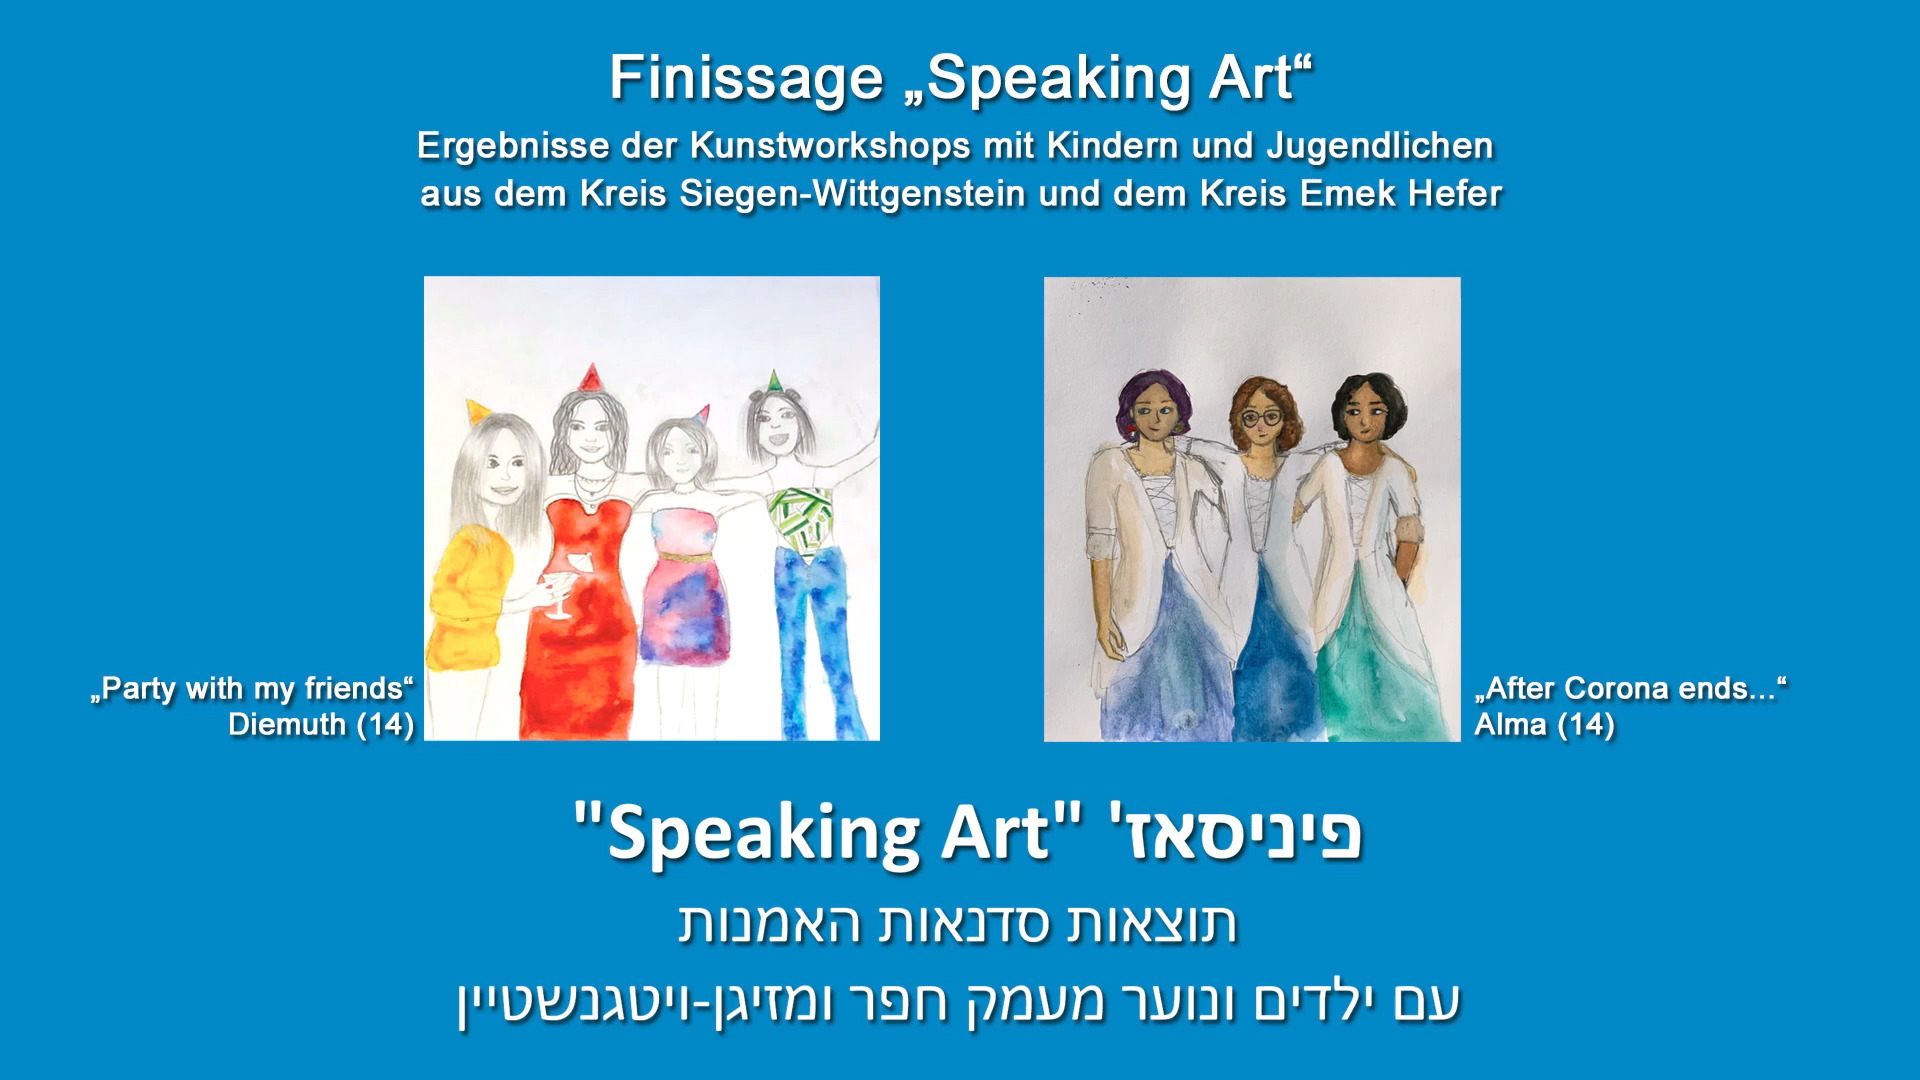 Finissage „Speaking Art“
Ergebnisse der Kunstworkshops mit Kindern und Jugendlichen
aus dem Kreis Siegen-Wittgenstein und dem Kreis Emek Hefer
„Party with my friends“
Diemuth (14)
„After Corona ends...“
Alma (14)
פיניסאז' "Speaking Art"
תוצאות סדנאות האמנות
עם ילדים ונוער מעמק חפר ומזיגן-ויטגנשטיין